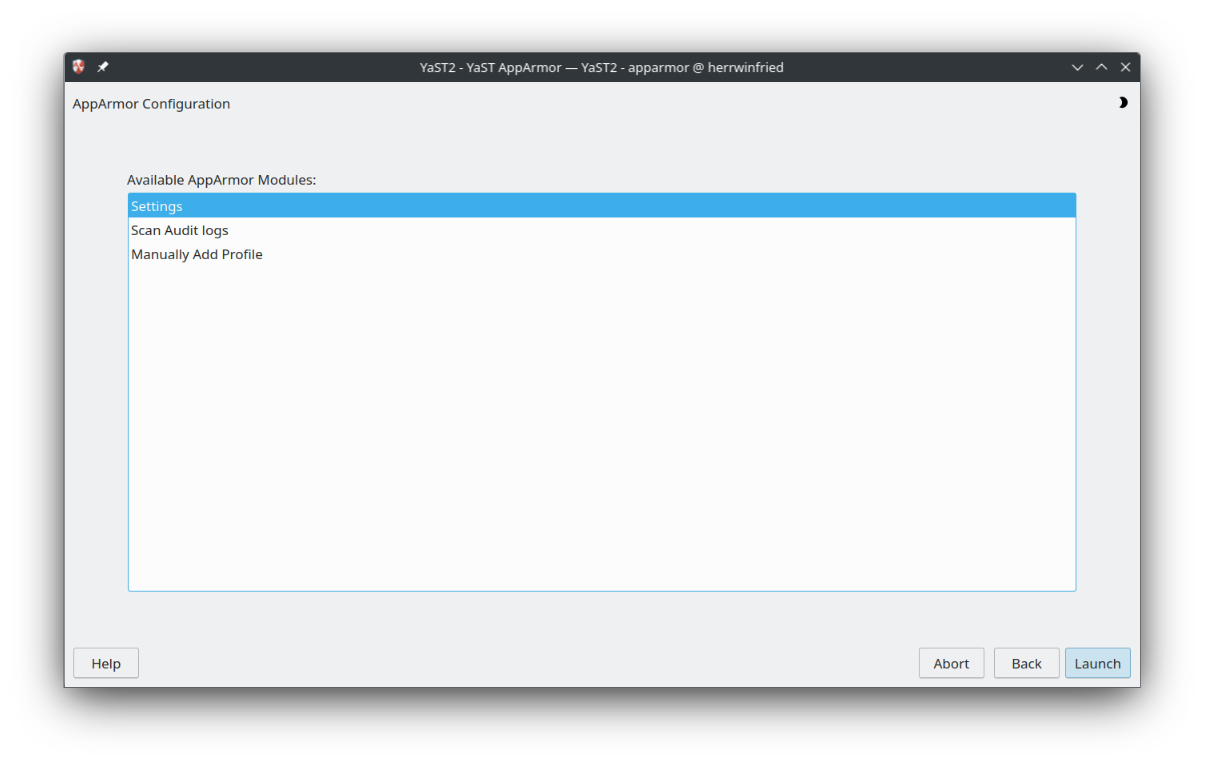 YaST2 - YaST AppArmor — YaST2 - apparmor @ herrwinfried
AppArmor Configuration
Available AppArmor Modules:
Settings
Scan Audit logs
Manually Add Profile
Help Abort Back Launch